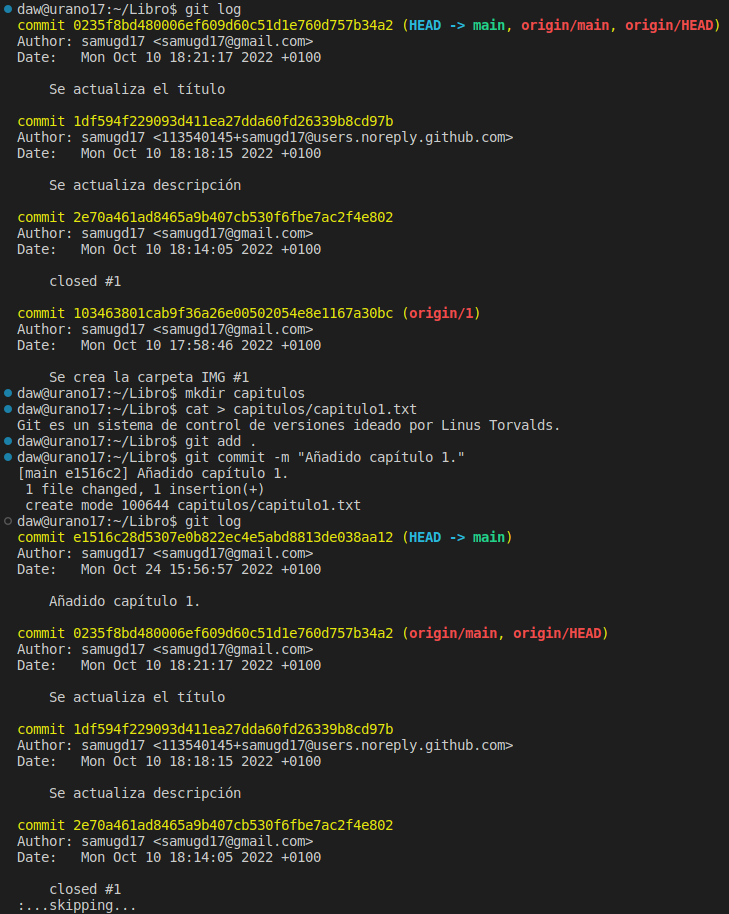 daw@urano17:~/Libro$ git log
commit 0235f8bd480006ef609d60c51d1e760d757b34a2 (HEAD -> main, origin/main, origin/HEAD)
Author: samugd17 <samugd17@gmail.com>
Date:   Mon Oct 10 18:21:17 2022 +0100
    Se actualiza el título
commit 1df594f229093d411ea27dda60fd26339b8cd97b
Author: samugd17 <113540145+samugd17@users.noreply.github.com>
Date:   Mon Oct 10 18:18:15 2022 +0100
    Se actualiza descripción
commit 2e70a461ad8465a9b407cb530f6fbe7ac2f4e802
Author: samugd17 <samugd17@gmail.com>
Date:   Mon Oct 10 18:14:05 2022 +0100
    closed #1
commit 103463801cab9f36a26e00502054e8e1167a30bc (origin/1)
Author: samugd17 <samugd17@gmail.com>
Date:   Mon Oct 10 17:58:46 2022 +0100
    Se crea la carpeta IMG #1
daw@urano17:~/Libro$ mkdir capitulos
daw@urano17:~/Libro$ cat > capitulos/capitulo1.txt
Git es un sistema de control de versiones ideado por Linus Torvalds.
daw@urano17:~/Libro$ git add .
daw@urano17:~/Libro$ git commit -m "Añadido capítulo 1."
[main e1516c2] Añadido capítulo 1.
 1 file changed, 1 insertion(+)
 create mode 100644 capitulos/capitulo1.txt
daw@urano17:~/Libro$ git log
commit e1516c28d5307e0b822ec4e5abd8813de038aa12 (HEAD -> main)
Author: samugd17 <samugd17@gmail.com>
Date:   Mon Oct 24 15:56:57 2022 +0100
    Añadido capítulo 1.
commit 0235f8bd480006ef609d60c51d1e760d757b34a2 (origin/main, origin/HEAD)
Author: samugd17 <samugd17@gmail.com>
Date:   Mon Oct 10 18:21:17 2022 +0100
    Se actualiza el título
commit 1df594f229093d411ea27dda60fd26339b8cd97b
Author: samugd17 <113540145+samugd17@users.noreply.github.com>
Date:   Mon Oct 10 18:18:15 2022 +0100
    Se actualiza descripción
commit 2e70a461ad8465a9b407cb530f6fbe7ac2f4e802
Author: samugd17 <samugd17@gmail.com>
Date:   Mon Oct 10 18:14:05 2022 +0100
    closed #1
:...skipping...